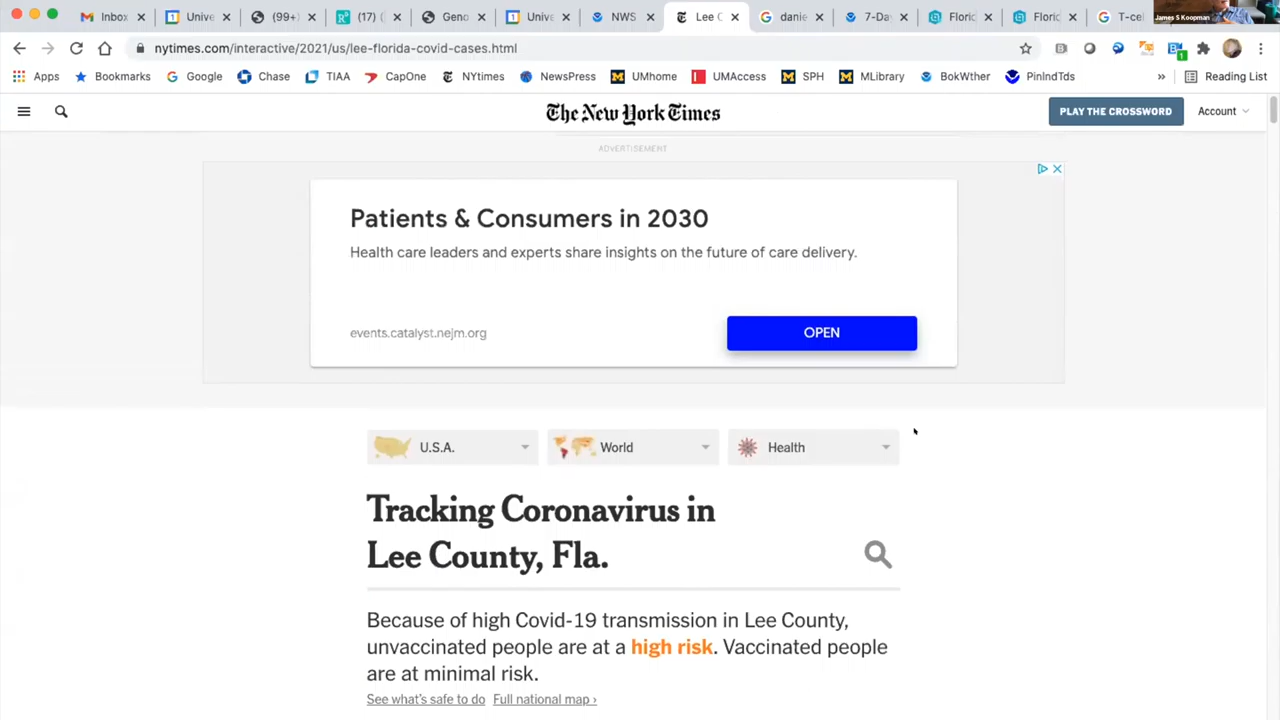 Inbox
Unive
(99+)
(17) (
Geno
Unive
NWS
Lee C
danie
7-Da
Floric
Floric
T-cel
James S Koopman
nytimes.com/interactive/2021/us/lee-florida-covid-cases.html
1
Apps
Bookmarks
Google
Chase
TIAA
CapOne
NYtimes
NewsPress
UMhome
UMAccess
SPH
MLibrary
BokWther
PinIndTds
»
Reading List
The New York Times
PLAY THE CROSSWORD
Account
ADVERTISEMENT
Patients & Consumers in 2030
Health care leaders and experts share insights on the future of care delivery.
events.catalyst.nejm.org
OPEN
U.S.A.
World
Health
Tracking Coronavirus in
Lee County, Fla.
Because of high Covid-19 transmission in Lee County,
unvaccinated people are at a high risk. Vaccinated people
are at minimal risk.
See what's safe to do Full national map ›